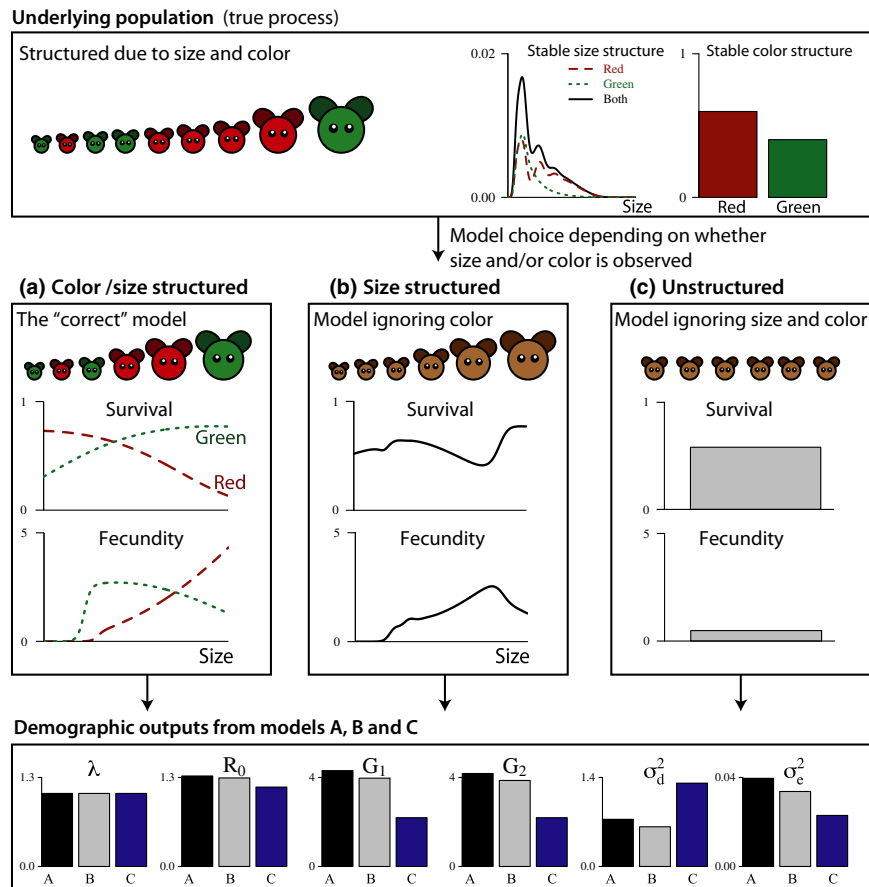 Underlying population (true process)
Structured due to size and color
0.02
0.00
Stable size structure
Red
Green
Both
Size
Stable color structure
1
0
Red
Green
Model choice depending on whether
size and/or color is observed
(a) Color /size structured
The “correct” model
1
0
Survival
Green
Red
5
0
Fecundity
Size
(b) Size structured
Model ignoring color
1
0
Survival
5
0
Fecundity
Size
(c) Unstructured
Model ignoring size and color
1
0
Survival
5
0
Fecundity
Demographic outputs from models A, B and C
λ
1.3
0.0
A B C
R₀
1.3
0.0
A B C
G₁
4
0
A B C
G₂
4
0
A B C
σ²d
1.4
0.0
A B C
σ²e
0.04
0.00
A B C